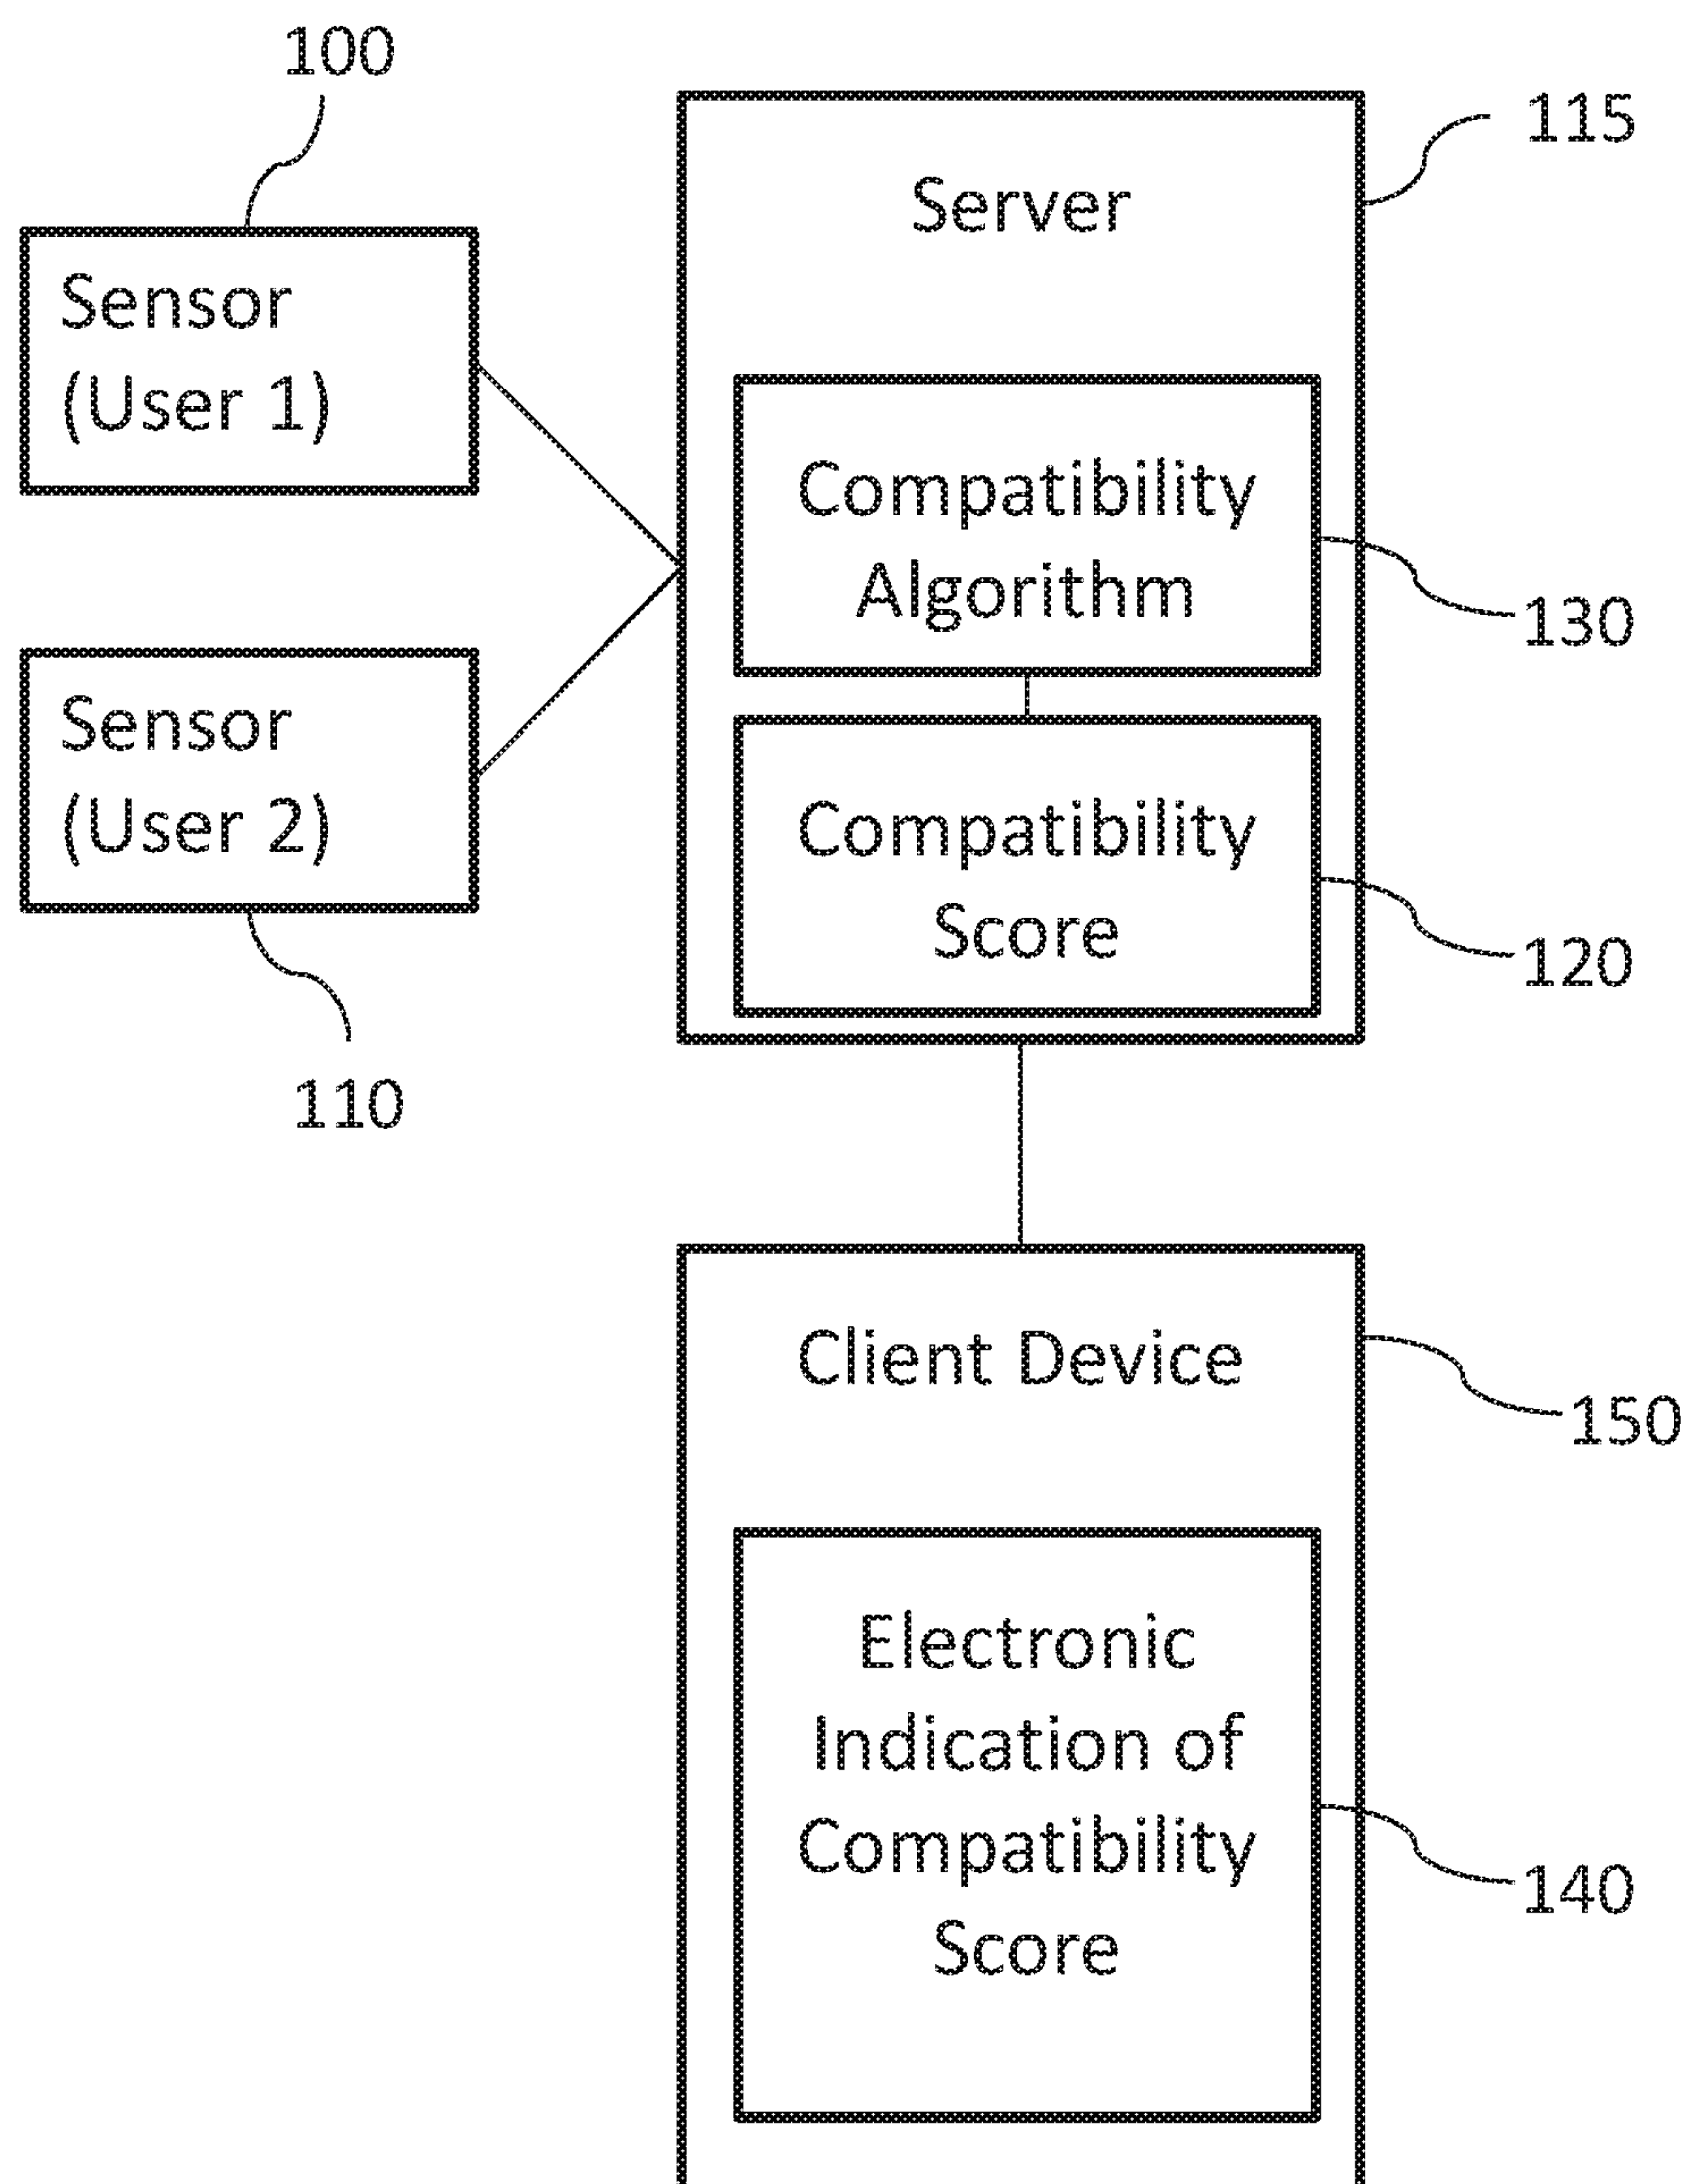 100
115
Server
Sensor
(User 1)
Compatibility
Algorithm
130
Sensor
(User 2)
Compatibility
Score
120
110
Client Device
150
Electronic
Indication of
Compatibility
Score
140